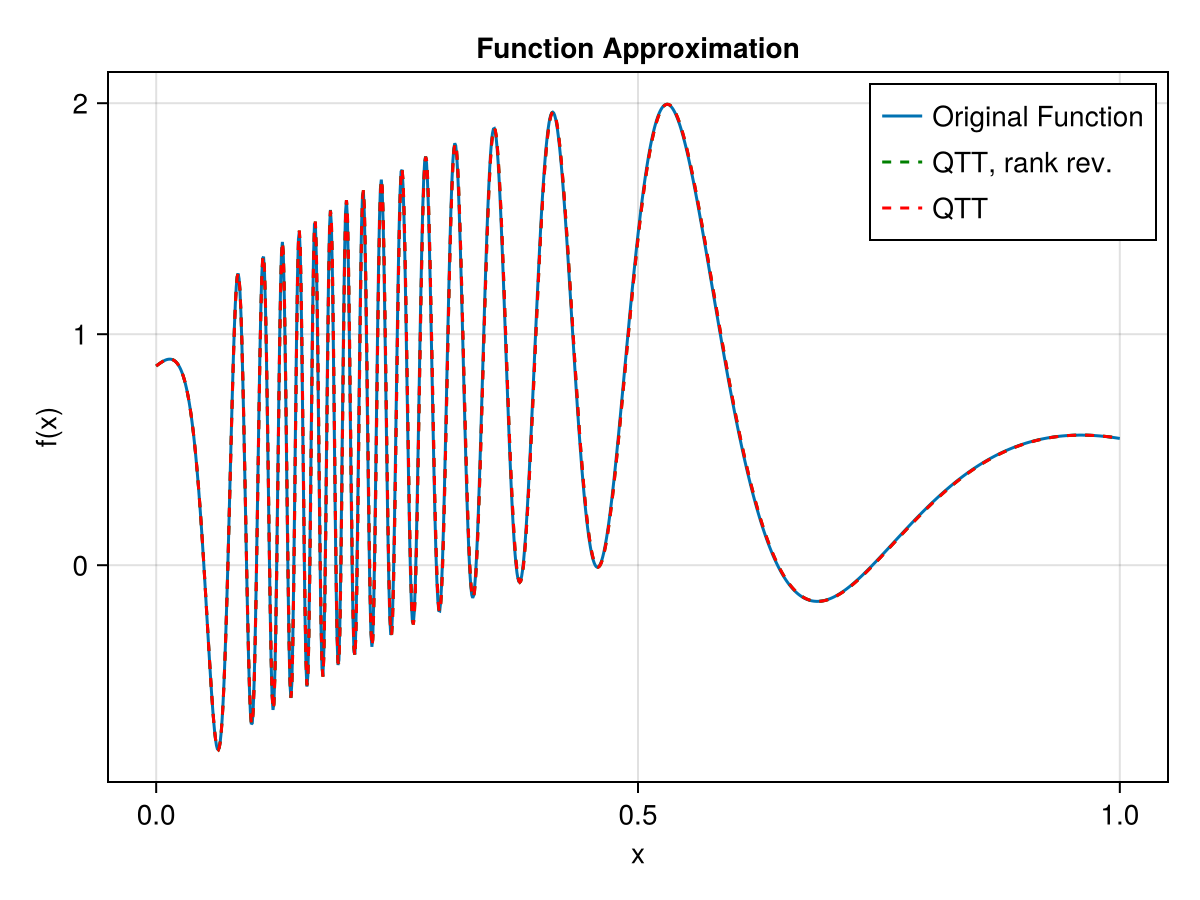 Function Approximation
Original Function
QTT, rank rev.
QTT
f(x)
2
1
0
0.0
0.5
1.0
x